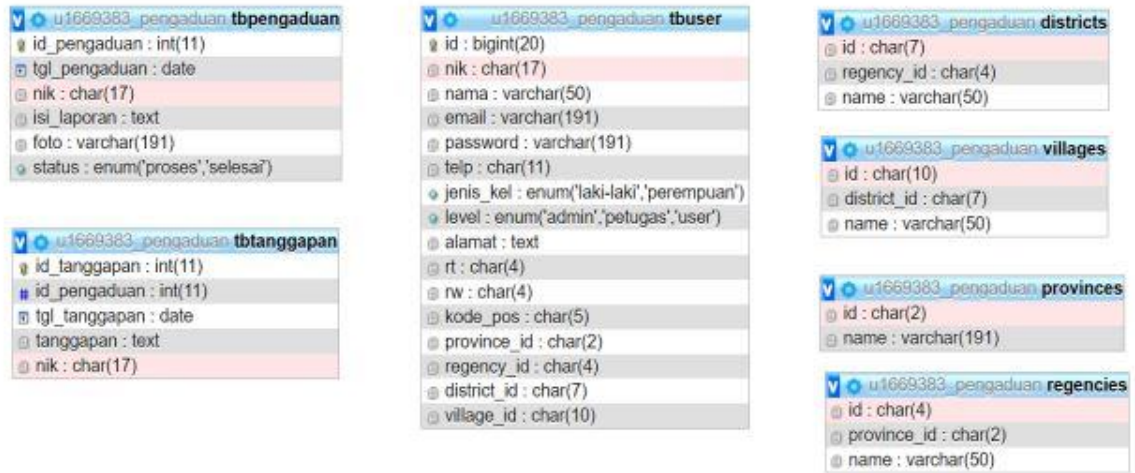 u1669383_pengaduan tbpengaduan
id_pengaduan : int(11)
tgl_pengaduan : date
nik : char(17)
isi_laporan : text
foto : varchar(191)
status : enum('proses','selesai')
u1669383_pengaduan tbtanggapan
id_tanggapan : int(11)
id_pengaduan : int(11)
tgl_tanggapan : date
tanggapan : text
nik : char(17)
u1669383_pengaduan tbuser
id : bigint(20)
nik : char(17)
nama : varchar(50)
email : varchar(191)
password : varchar(191)
telp : char(11)
jenis_kel : enum('laki-laki','perempuan')
level : enum('admin','petugas','user')
alamat : text
rt : char(4)
rw : char(4)
kode_pos : char(5)
province_id : char(2)
regency_id : char(4)
district_id : char(7)
village_id : char(10)
u1669383_pengaduan districts
id : char(7)
regency_id : char(4)
name : varchar(50)
u1669383_pengaduan villages
id : char(10)
district_id : char(7)
name : varchar(50)
u1669383_pengaduan provinces
id : char(2)
name : varchar(191)
u1669383_pengaduan regencies
id : char(4)
province_id : char(2)
name : varchar(50)